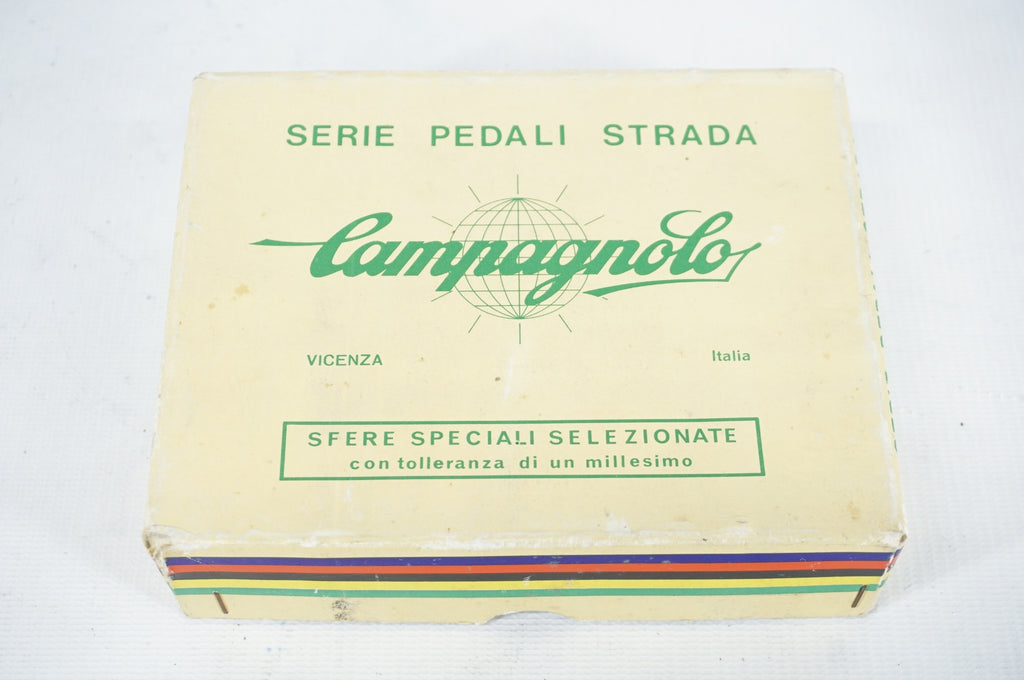 SERIE PEDALI STRADA
Campagnolo
VICENZA Italia
SFERE SPECIALI SELEZIONATE
con tolleranza di un millesimo